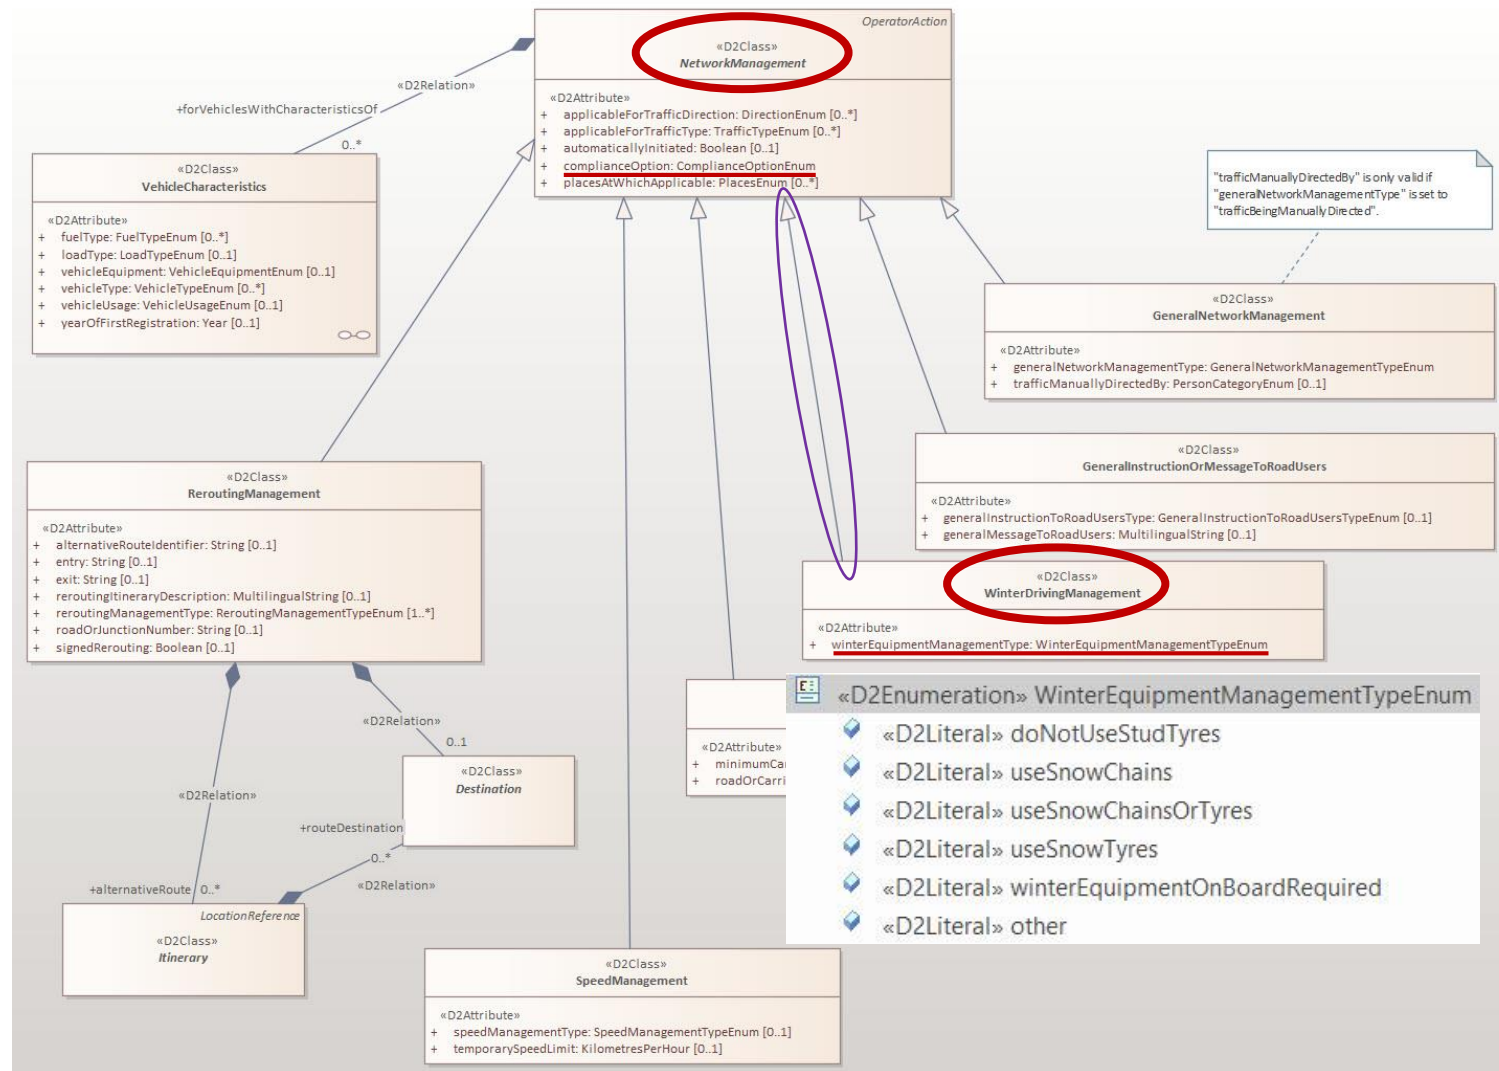 OperatorAction
«D2Class»
NetworkManagement
«D2Attribute»
+ applicableForTrafficDirection: DirectionEnum [0..*]
+ applicableForTrafficType: TrafficTypeEnum [0..*]
+ automaticallyInitiated: Boolean [0..1]
+ complianceOption: ComplianceOptionEnum
+ placesAtWhichApplicable: PlacesEnum [0..*]
«D2Relation»
+forVehiclesWithCharacteristicsOf
0..*
«D2Class»
VehicleCharacteristics
«D2Attribute»
+ fuelType: FuelTypeEnum [0..*]
+ loadType: LoadTypeEnum [0..1]
+ vehicleEquipment: VehicleEquipmentEnum [0..1]
+ vehicleType: VehicleTypeEnum [0..*]
+ vehicleUsage: VehicleUsageEnum [0..1]
+ yearOfFirstRegistration: Year [0..1]
"trafficManuallyDirectedBy" is only valid if
"generalNetworkManagementType" is set to
"trafficBeingManuallyDirected".
«D2Class»
GeneralNetworkManagement
«D2Attribute»
+ generalNetworkManagementType: GeneralNetworkManagementTypeEnum
+ trafficManuallyDirectedBy: PersonCategoryEnum [0..1]
«D2Class»
GeneralInstructionOrMessageToRoadUsers
«D2Attribute»
+ generalInstructionToRoadUsersType: GeneralInstructionToRoadUsersTypeEnum [0..1]
+ generalMessageToRoadUsers: MultilingualString [0..1]
«D2Class»
ReroutingManagement
«D2Attribute»
+ alternativeRouteIdentifier: String [0..1]
+ entry: String [0..1]
+ exit: String [0..1]
+ reroutingItineraryDescription: MultilingualString [0..1]
+ reroutingManagementType: ReroutingManagementTypeEnum [1..*]
+ roadOrJunctionNumber: String [0..1]
+ signedRerouting: Boolean [0..1]
«D2Class»
WinterDrivingManagement
«D2Attribute»
+ winterEquipmentManagementType: WinterEquipmentManagementTypeEnum
«D2Enumeration» WinterEquipmentManagementTypeEnum
«D2Literal» doNotUseStudTyres
«D2Literal» useSnowChains
«D2Literal» useSnowChainsOrTyres
«D2Literal» useSnowTyres
«D2Literal» winterEquipmentOnBoardRequired
«D2Literal» other
«D2Attribute»
+ minimumCa
+ roadOrCarri
«D2Relation»
0..1
«D2Class»
Destination
«D2Relation»
+routeDestination
0..*
«D2Relation»
+alternativeRoute 0..*
LocationReference
«D2Class»
Itinerary
«D2Class»
SpeedManagement
«D2Attribute»
+ speedManagementType: SpeedManagementTypeEnum [0..1]
+ temporarySpeedLimit: KilometresPerHour [0..1]